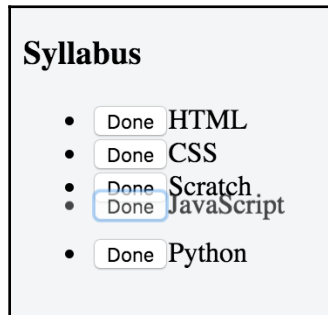 Syllabus
Done HTML
Done CSS
Done Scratch
Done JavaScript
Done Python